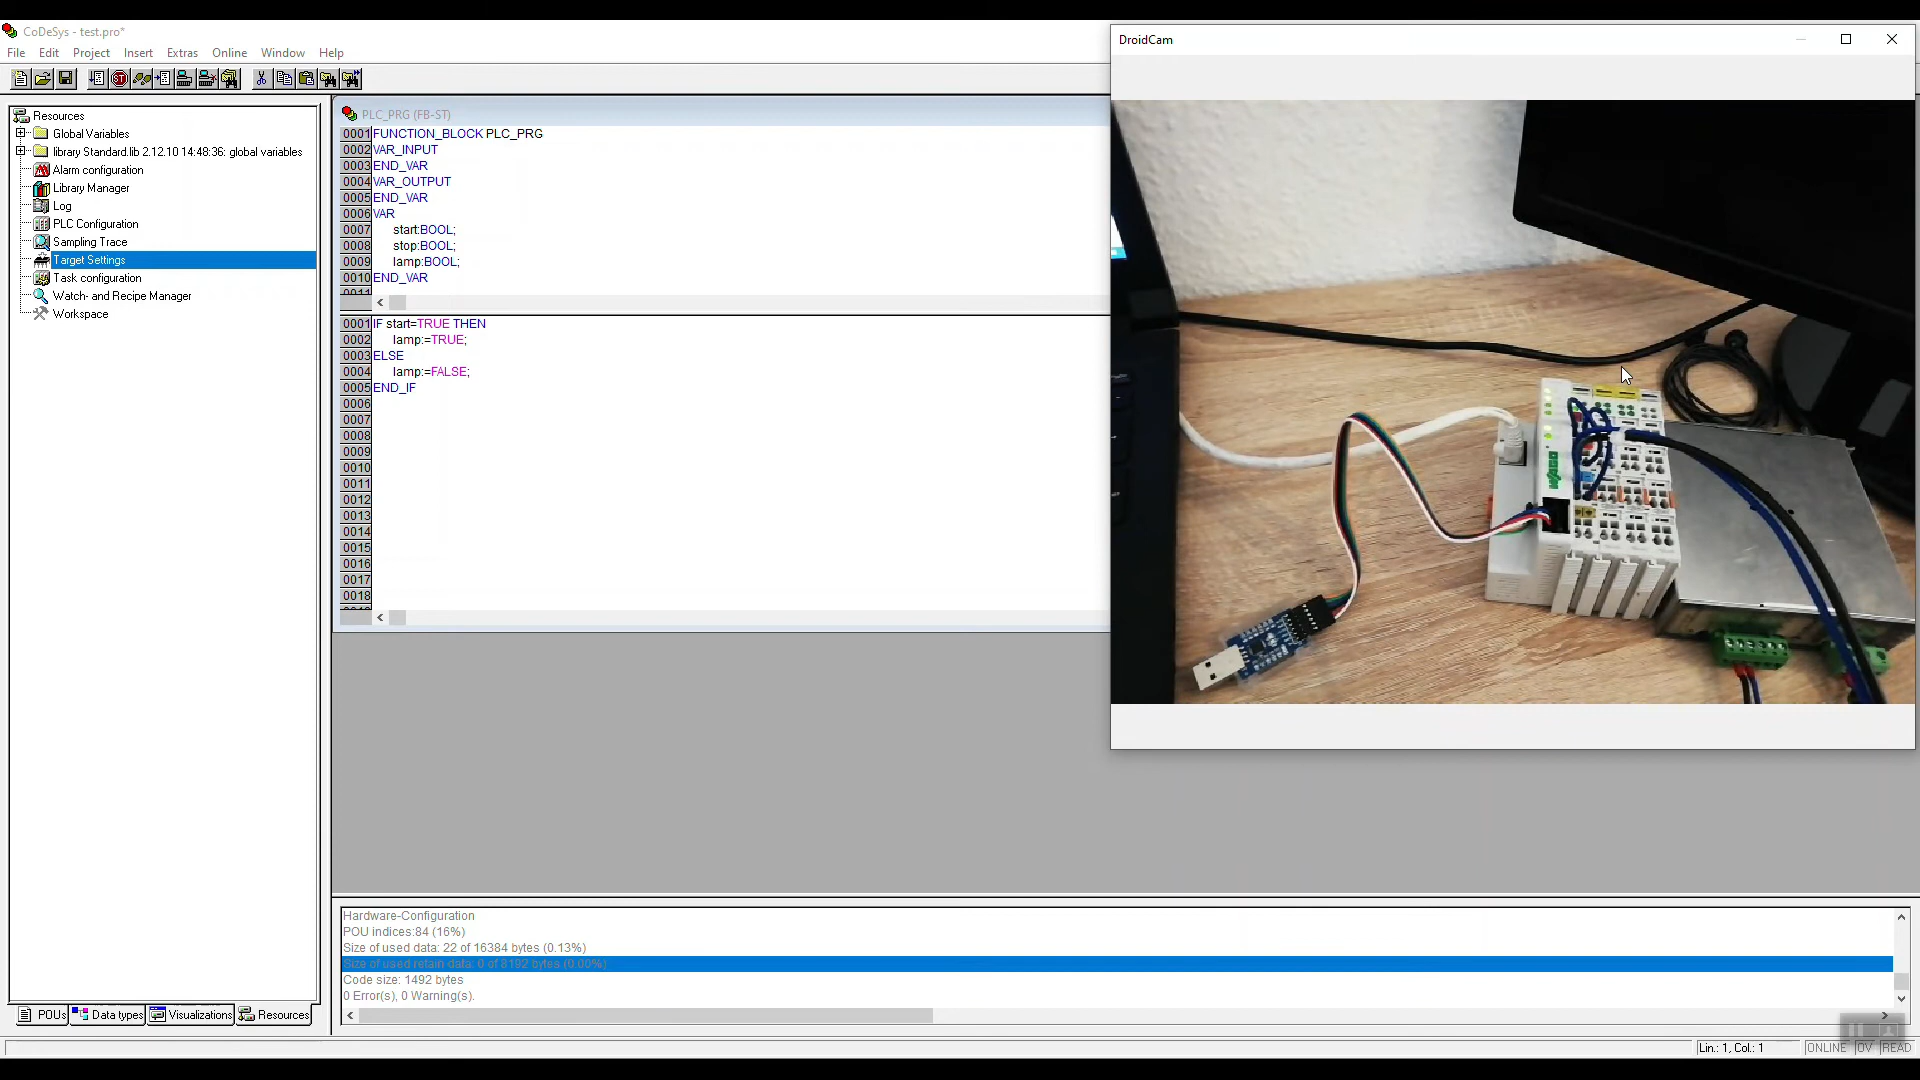 CoDeSys - test.pro*
File Edit Project Insert Extras Online Window Help
Resources
Global Variables
library Standard.lib 2.12.10 14:48:36: global variables
Alarm configuration
Library Manager
Log
PLC Configuration
Sampling Trace
Target Settings
Task configuration
Watch- and Recipe Manager
Workspace
POUs Data types Visualizations Resources
PLC_PRG (FB-ST)
0001 FUNCTION_BLOCK PLC_PRG
0002 VAR_INPUT
0003 END_VAR
0004 VAR_OUTPUT
0005 END_VAR
0006 VAR
0007 start:BOOL;
0008 stop:BOOL;
0009 lamp:BOOL;
0010 END_VAR
0011
0001 IF start=TRUE THEN
0002 lamp:=TRUE;
0003 ELSE
0004 lamp:=FALSE;
0005 END_IF
0006
0007
0008
0009
0010
0011
0012
0013
0014
0015
0016
0017
0018
DroidCam
WAGO
Hardware-Configuration
POU indices:84 (16%)
Size of used data: 22 of 16384 bytes (0.13%)
Size of used retain data: 0 of 8192 bytes (0.00%)
Code size: 1492 bytes
0 Error(s), 0 Warning(s).
Lin.: 1, Col.: 1 ONLINE OV READ